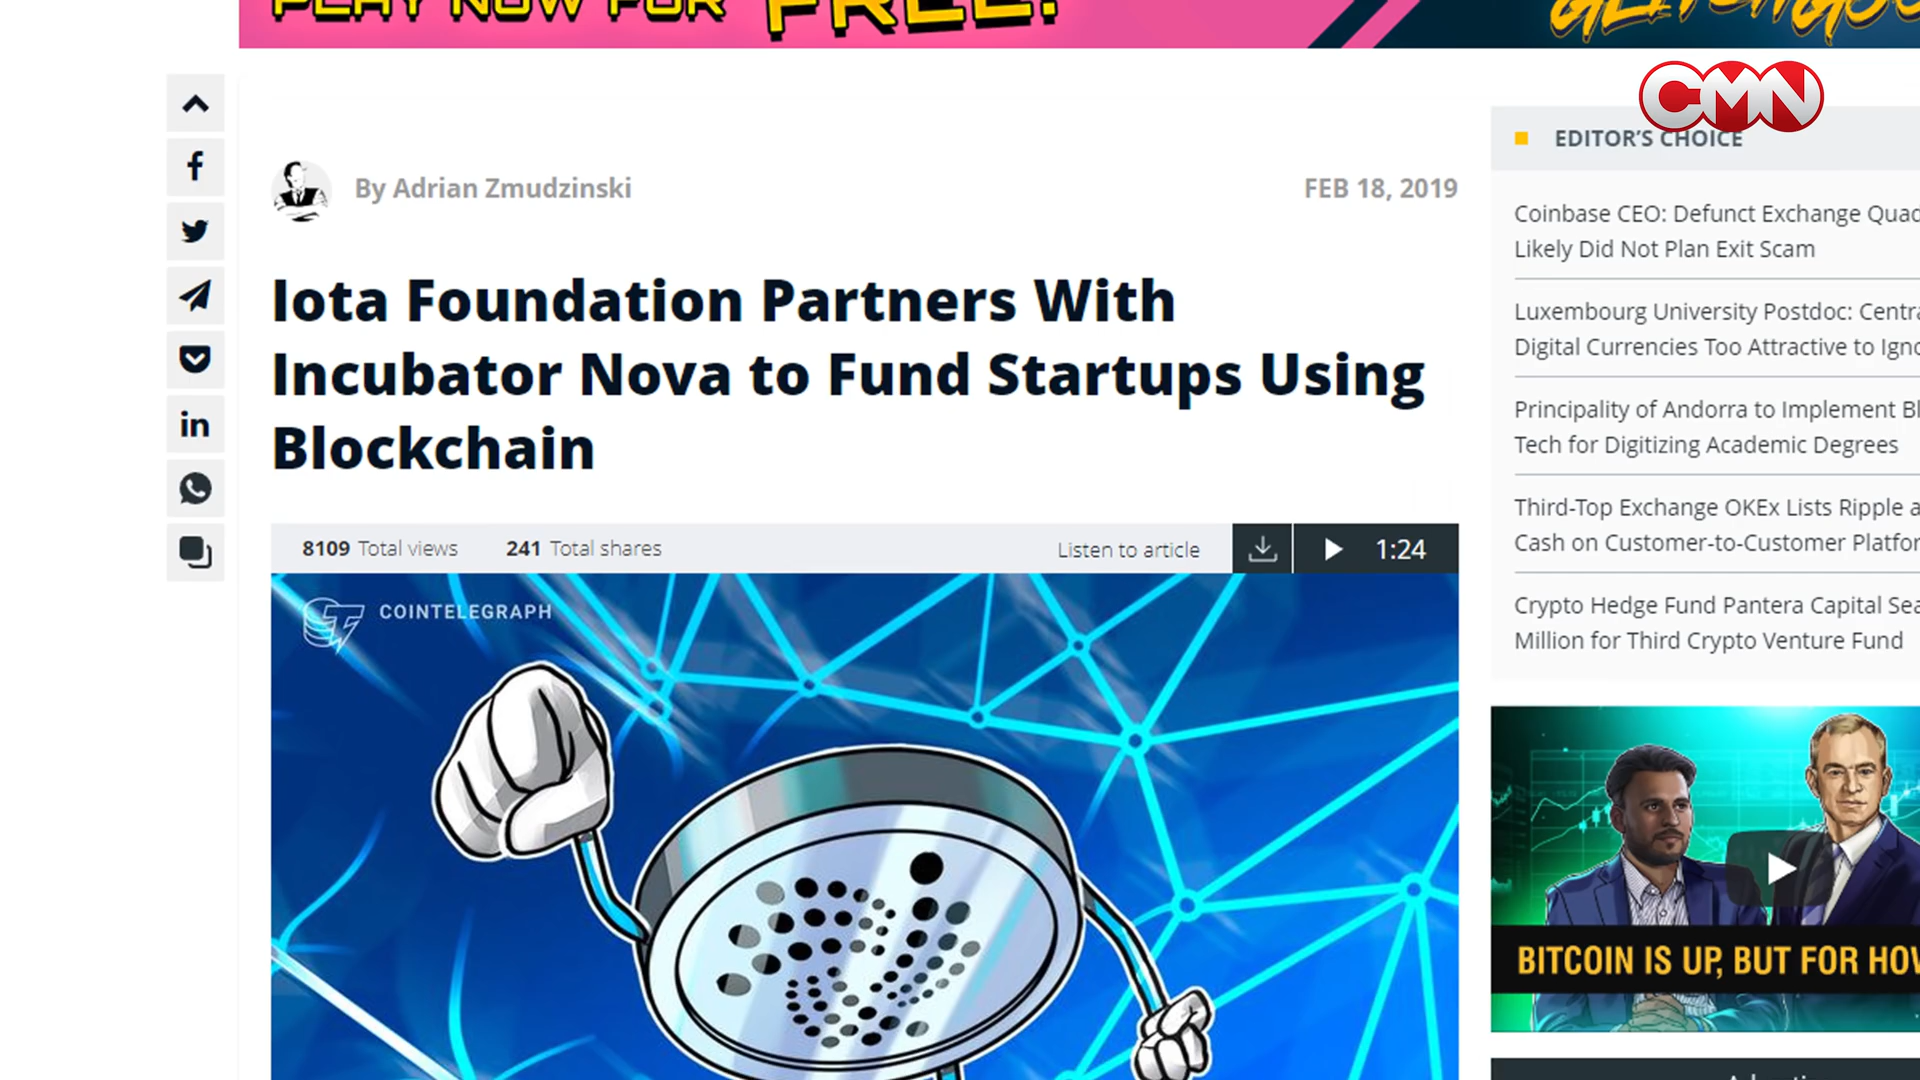 PLAY NOW FOR FREE!
CMN
EDITOR'S CHOICE
By Adrian Zmudzinski
FEB 18, 2019
Iota Foundation Partners With
Incubator Nova to Fund Startups Using
Blockchain
8109 Total views
241 Total shares
Listen to article
1:24
COINTELEGRAPH
in
Coinbase CEO: Defunct Exchange
Likely Did Not Plan Exit Scam
Luxembourg University Postdoc:
Digital Currencies Too Attractive to
Principality of Andorra to Implement
Tech for Digitizing Academic Degrees
Third-Top Exchange OKEx Lists Ripple
Cash on Customer-to-Customer
Crypto Hedge Fund Pantera Capital
Million for Third Crypto Venture Fund
BITCOIN IS UP, BUT FOR